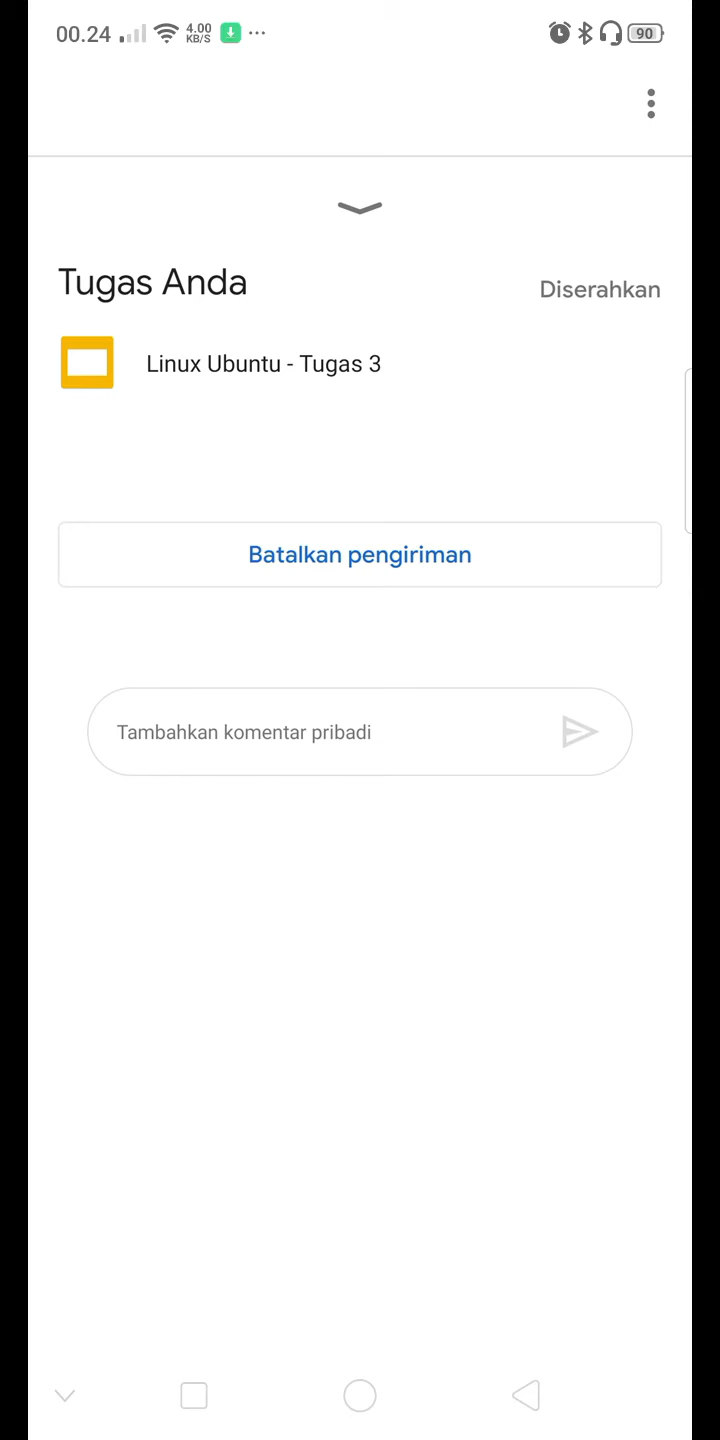 00.24 4.00 KB/S 90
Tugas Anda
Diserahkan
Linux Ubuntu - Tugas 3
Batalkan pengiriman
Tambahkan komentar pribadi